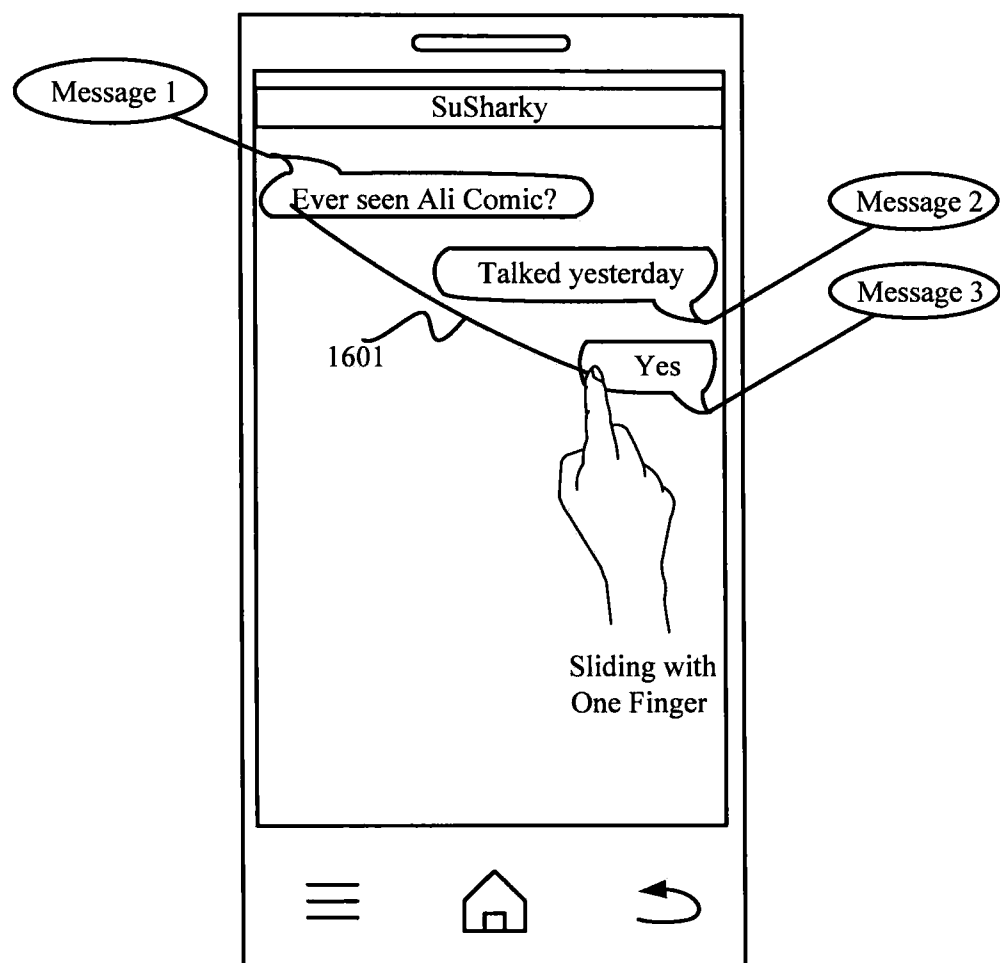 Message 1
SuSharky
Ever seen Ali Comic?
Message 2
Talked yesterday
Message 3
1601
Yes
Sliding with
One Finger